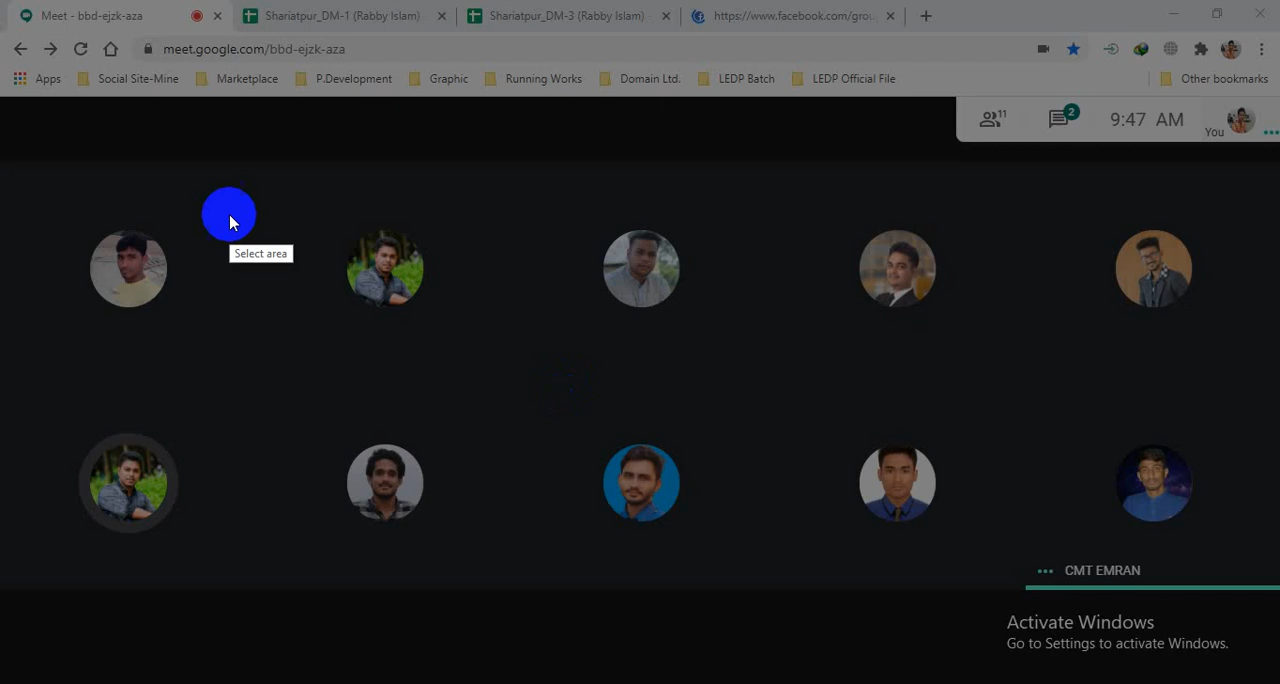 Meet - bbd-ejzk-aza
Shariatpur_DM-1 (Rabby Islam)
Shariatpur_DM-3 (Rabby Islam)
https://www.facebook.com/grou
meet.google.com/bbd-ejzk-aza
Apps
Social Site-Mine
Marketplace
P.Development
Graphic
Running Works
Domain Ltd.
LEDP Batch
LEDP Official File
Other bookmarks
11
2
9:47 AM
You
Select area
CMT EMRAN
Activate Windows
Go to Settings to activate Windows.